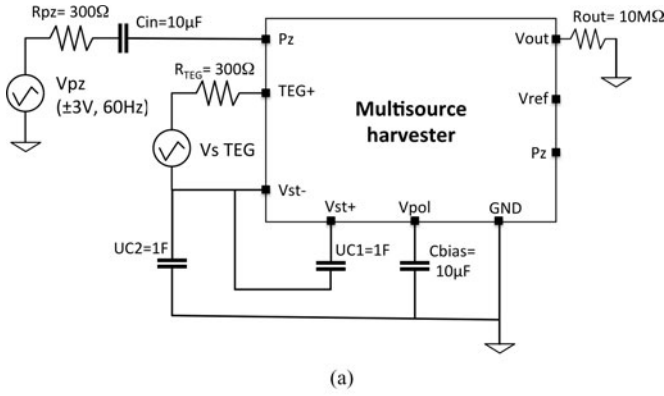 Rpz= 300Ω
Cin=10µF
Vpz
(±3V, 60Hz)
R_TEG= 300Ω
Vs TEG
Pz
TEG+
Vst-
Multisource
harvester
Vout
Vref
Pz
Rout= 10MΩ
Vst+
Vpol
GND
UC2=1F
UC1=1F
Cbias=
10µF
(a)